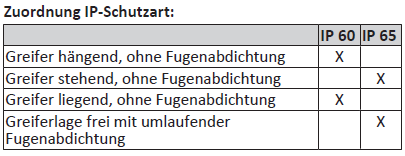 Zuordnung IP-Schutzart:
IP 60 IP 65
Greifer hängend, ohne Fugenabdichtung X
Greifer stehend, ohne Fugenabdichtung X
Greifer liegend, ohne Fugenabdichtung X
Greiferlage frei mit umlaufender X
Fugenabdichtung